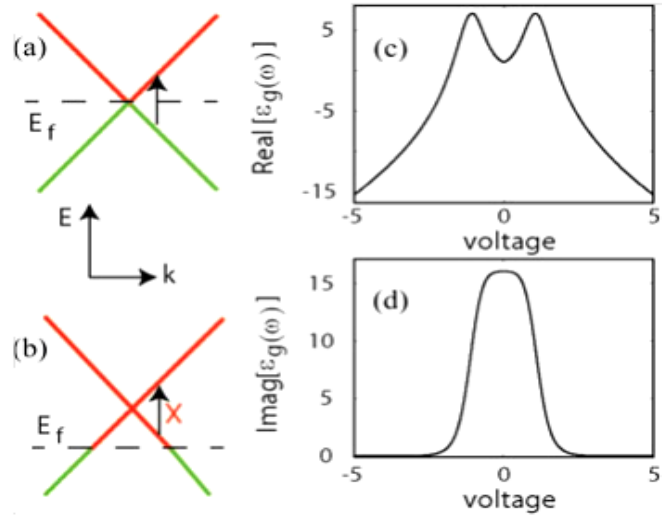 (a)
E_f
E
k
(b)
E_f
X
Real [ε_g(ω)]
(c)
5
-5
-15
-5
0
5
voltage
Imag[ε_g(ω)]
(d)
15
10
5
0
-5
0
5
voltage